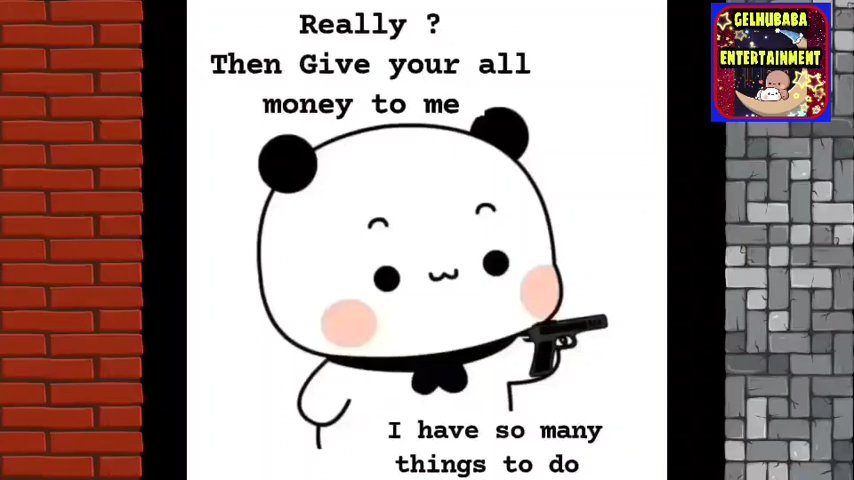 Really ?
Then Give your all
money to me
GELHUBABA
ENTERTAINMENT
I have so many
things to do